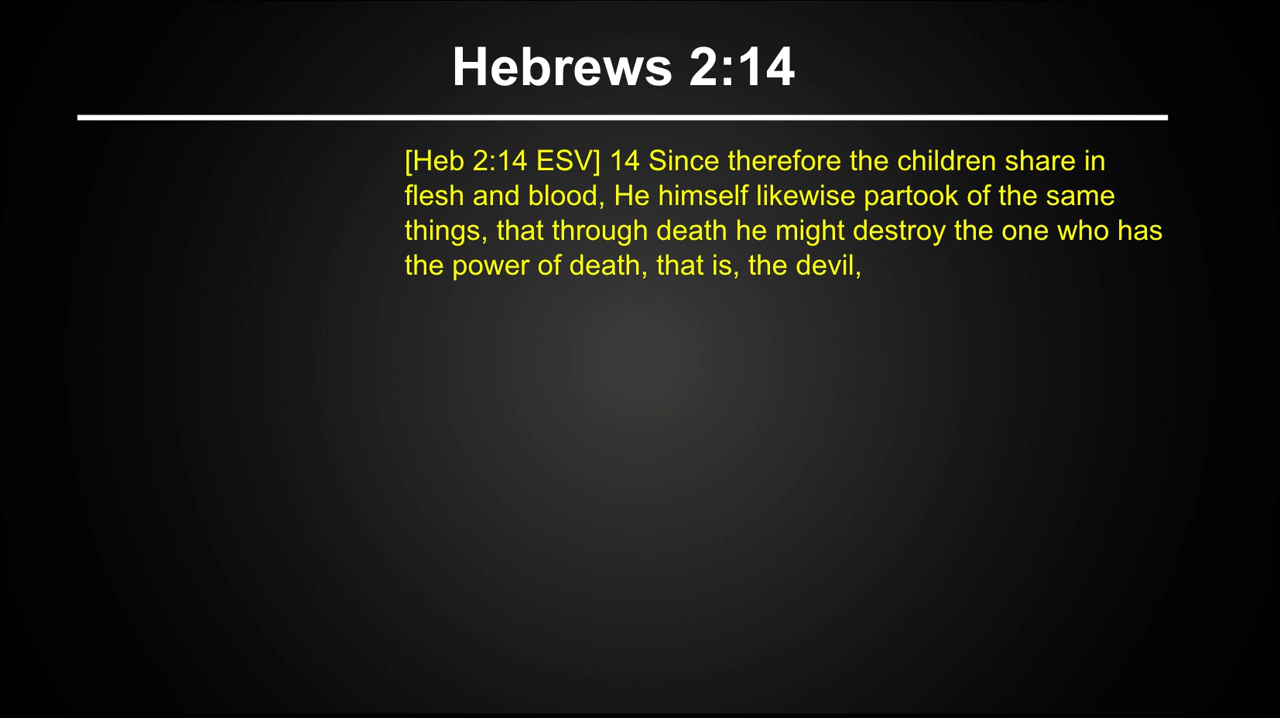 Hebrews 2:14
[Heb 2:14 ESV] 14 Since therefore the children share in
flesh and blood, He himself likewise partook of the same
things, that through death he might destroy the one who has
the power of death, that is, the devil,